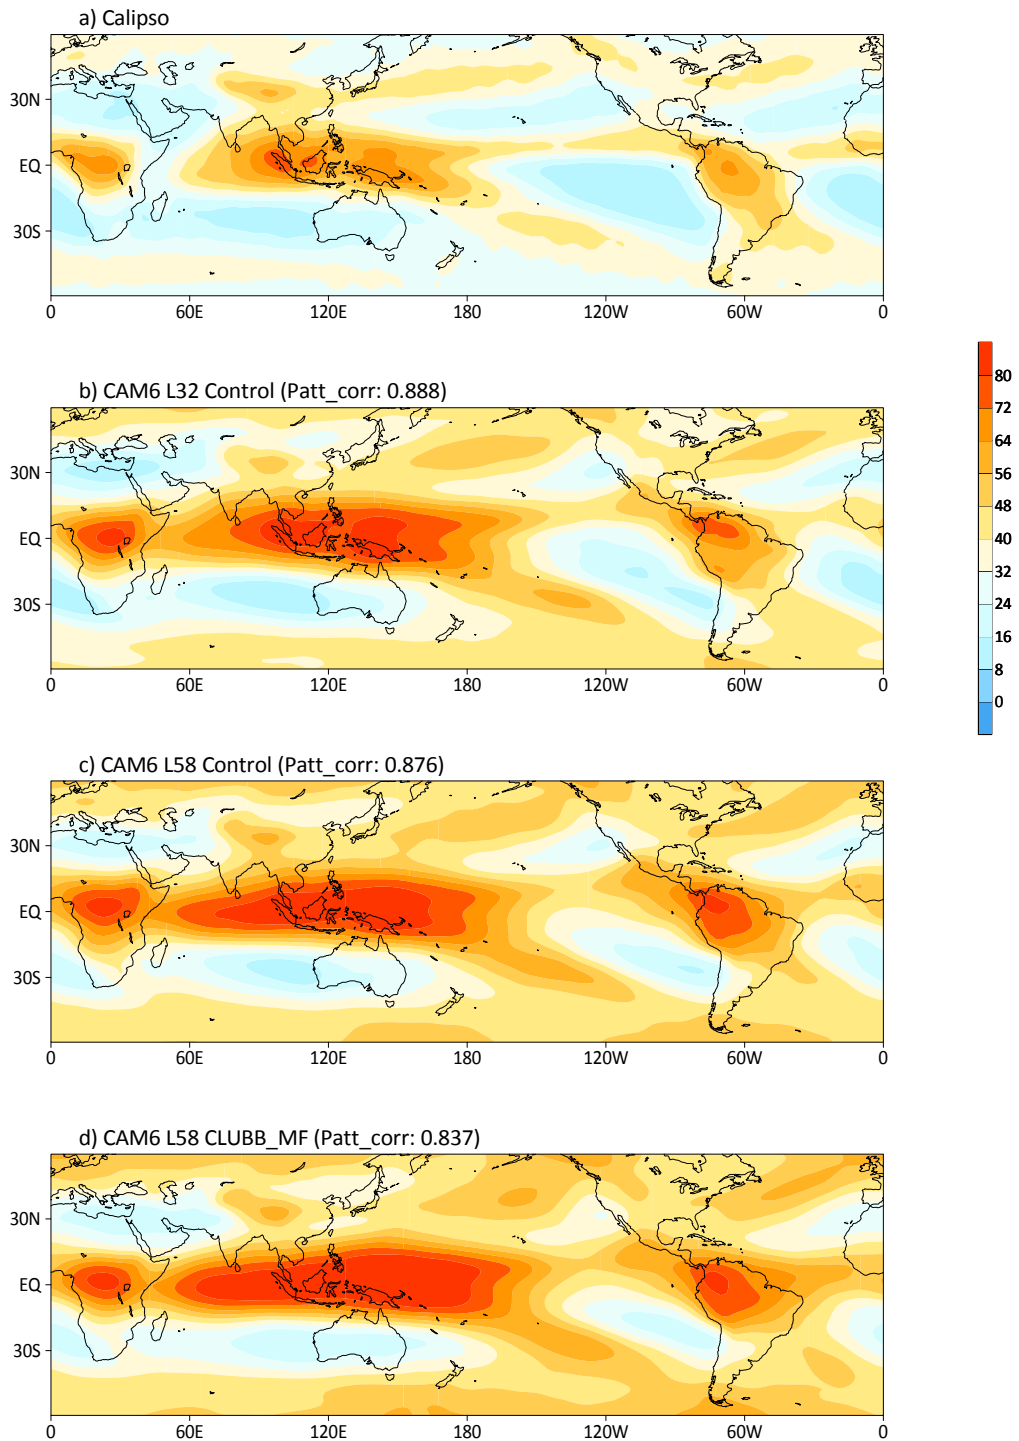 a) Calipso
30N
EQ
30S
0 60E 120E 180 120W 60W 0
b) CAM6 L32 Control (Patt_corr: 0.888)
30N
EQ
30S
0 60E 120E 180 120W 60W 0
80
72
64
56
48
40
32
24
16
8
0
c) CAM6 L58 Control (Patt_corr: 0.876)
30N
EQ
30S
0 60E 120E 180 120W 60W 0
d) CAM6 L58 CLUBB_MF (Patt_corr: 0.837)
30N
EQ
30S
0 60E 120E 180 120W 60W 0